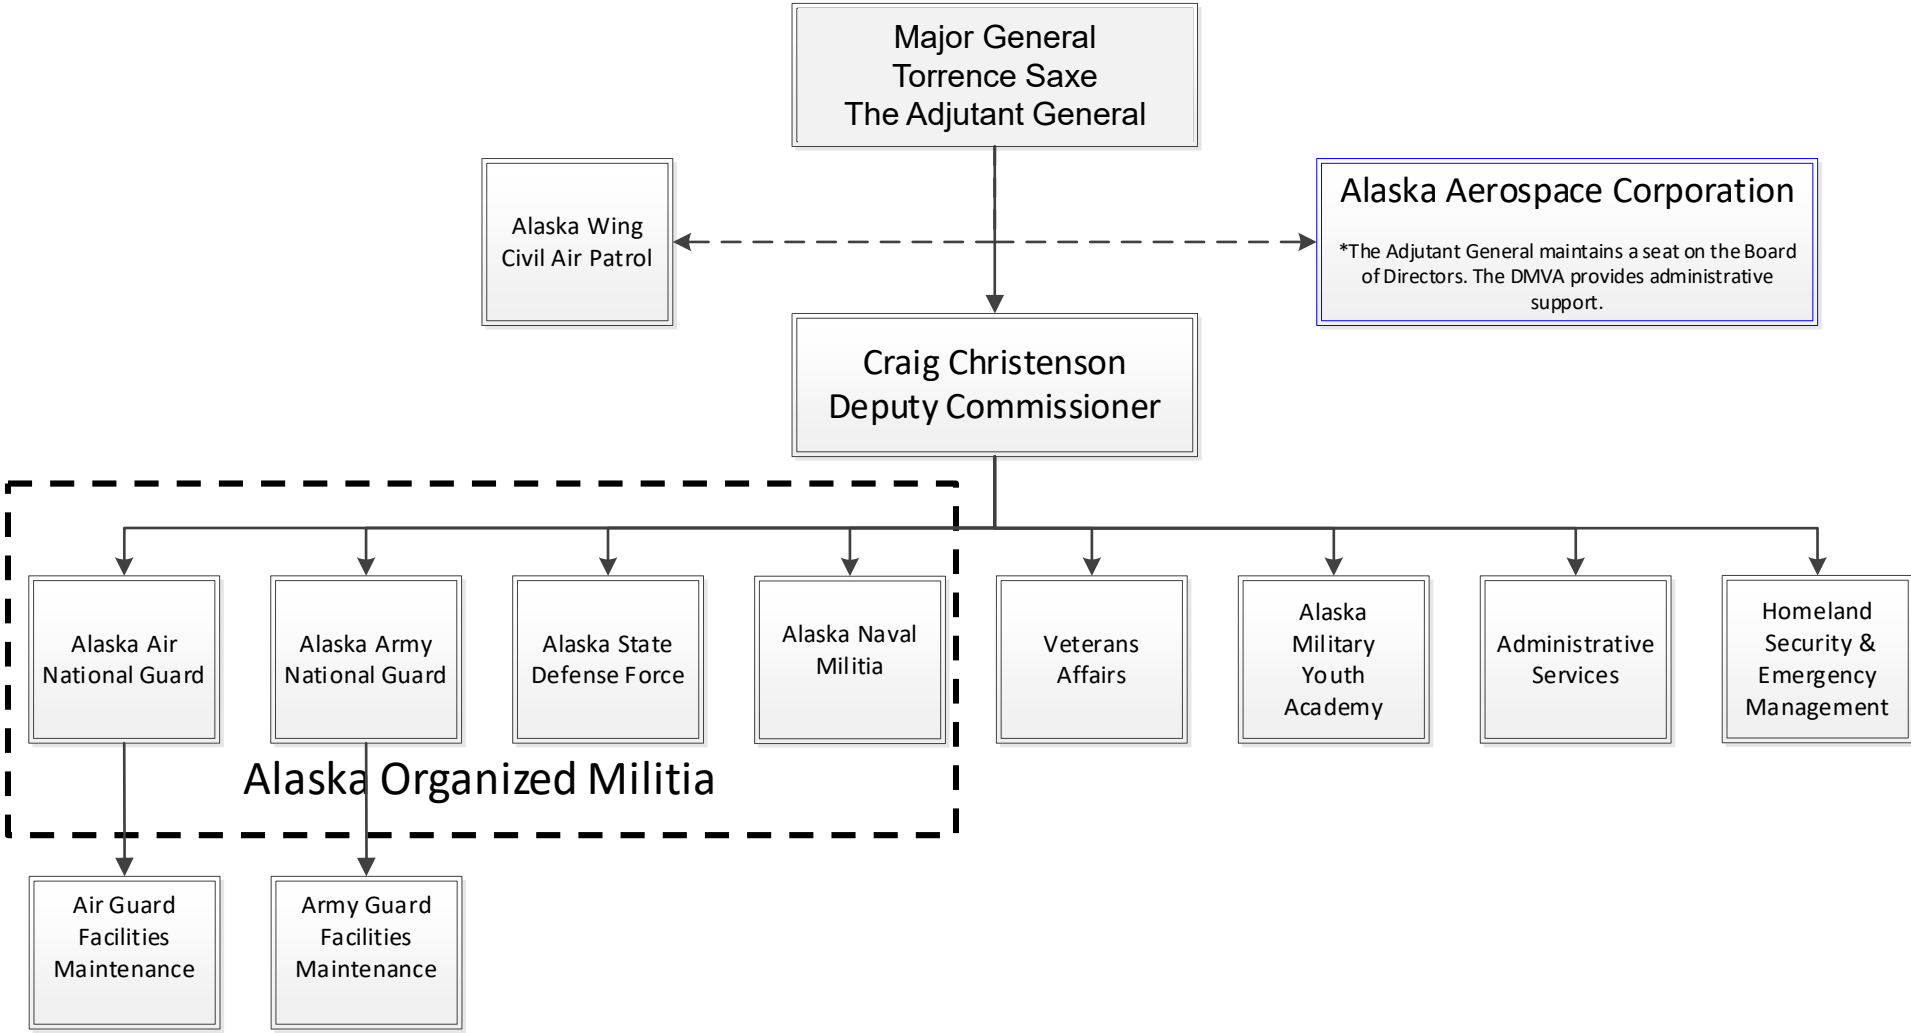 Major General
Torrence Saxe
The Adjutant General
Alaska Wing
Civil Air Patrol
Alaska Aerospace Corporation
*The Adjutant General maintains a seat on the Board
of Directors. The DMVA provides administrative
support.
Craig Christenson
Deputy Commissioner
Alaska Air
National Guard
Alaska Army
National Guard
Alaska State
Defense Force
Alaska Naval
Militia
Veterans
Affairs
Alaska
Military
Youth
Academy
Administrative
Services
Homeland
Security &
Emergency
Management
Alaska Organized Militia
Air Guard
Facilities
Maintenance
Army Guard
Facilities
Maintenance